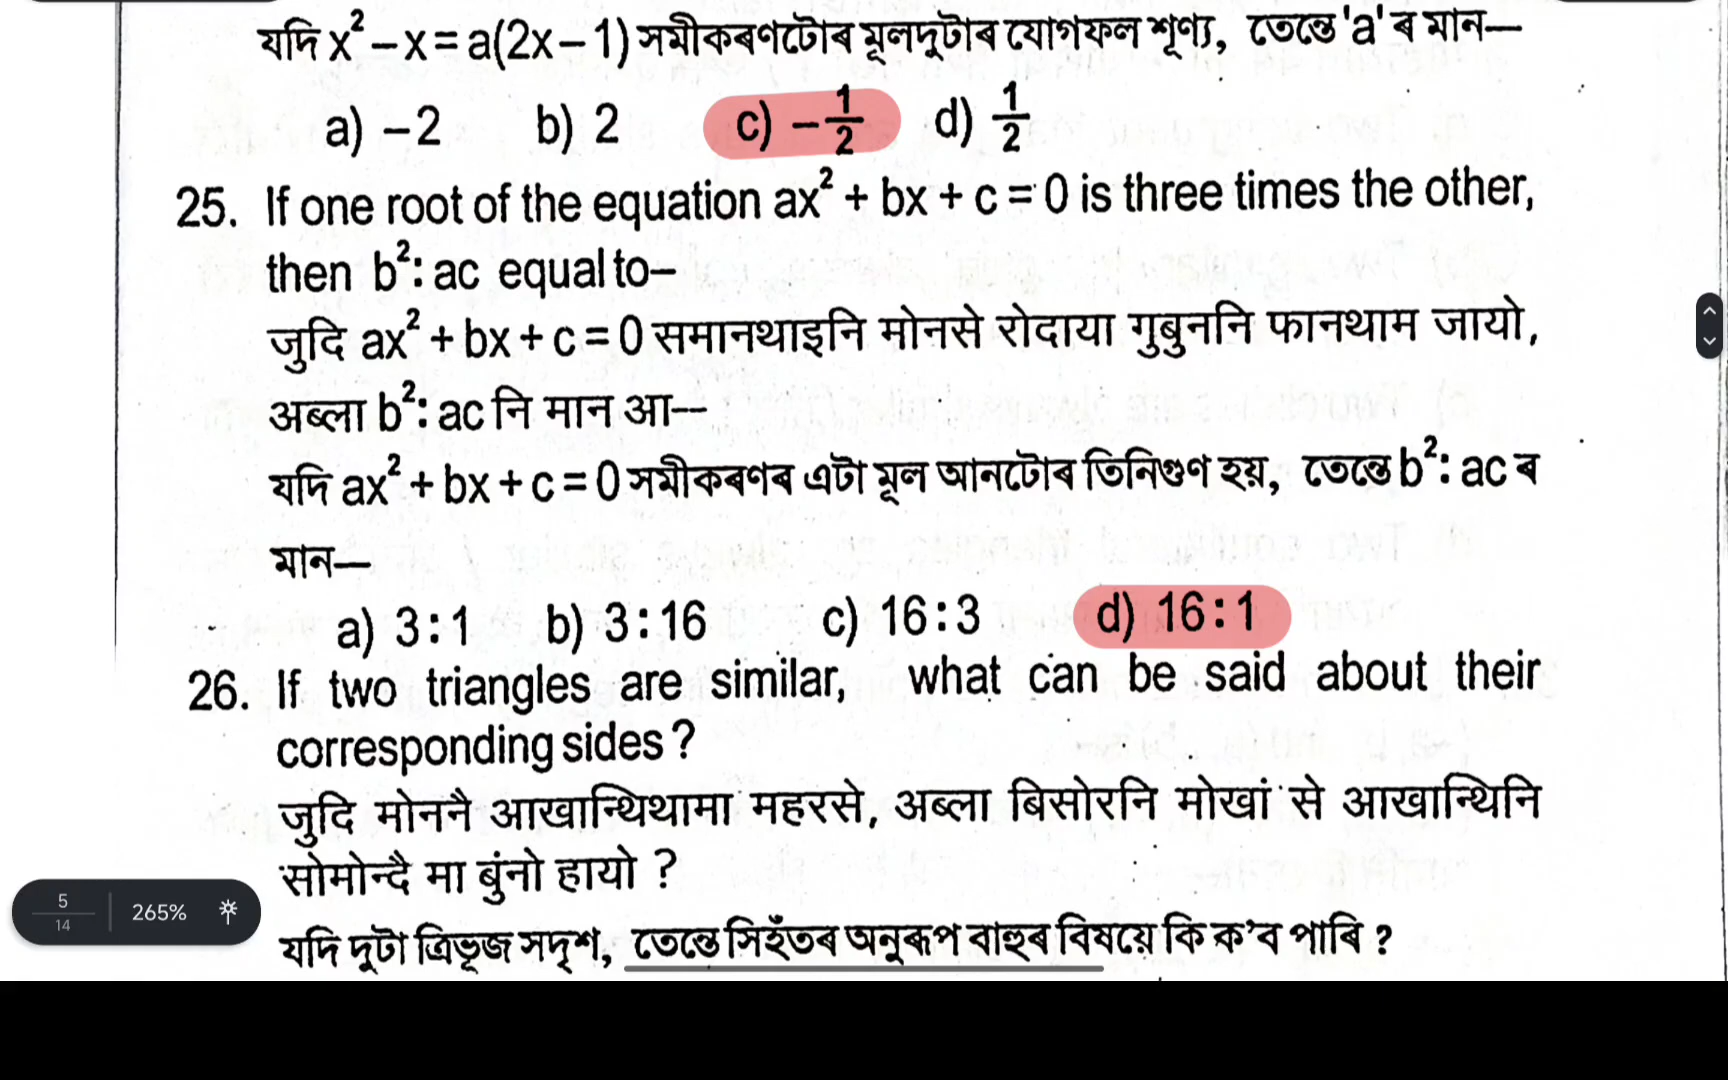 যদি x² – x = a(2x – 1) সমীকৰণটোৰ মূলদুটাৰ যোগফল শূণ্য, তেন্তে 'a' ৰ মান—
a) – 2 b) 2 c) – 1/2 d) 1/2
25. If one root of the equation ax² + bx + c = 0 is three times the other,
then b² : ac equal to–
जुदि ax² + bx + c = 0 समानथाइनि मोनसे रोदाया गुबुननि फानथाम जायो,
अब्ला b² : ac नि मान आ--
যদি ax² + bx + c = 0 সমীকৰণৰ এটা মূল আনটোৰ তিনিগুণ হয়, তেন্তে b² : ac ৰ
মান—
a) 3 : 1 b) 3 : 16 c) 16 : 3 d) 16 : 1
26. If two triangles are similar, what can be said about their
corresponding sides ?
जुदि मोननै आखान्थिथामा महरसे, अब्ला बिसोरनि मोखां से आखान्थिनि
सोमोन्दै मा बुंनो हायो ?
যদি দুটা ত্রিভূজ সদৃশ, তেন্তে সিহঁতৰ অনুৰূপ বাহুৰ বিষয়ে কি ক'ব পাৰি ?
5
14
265%